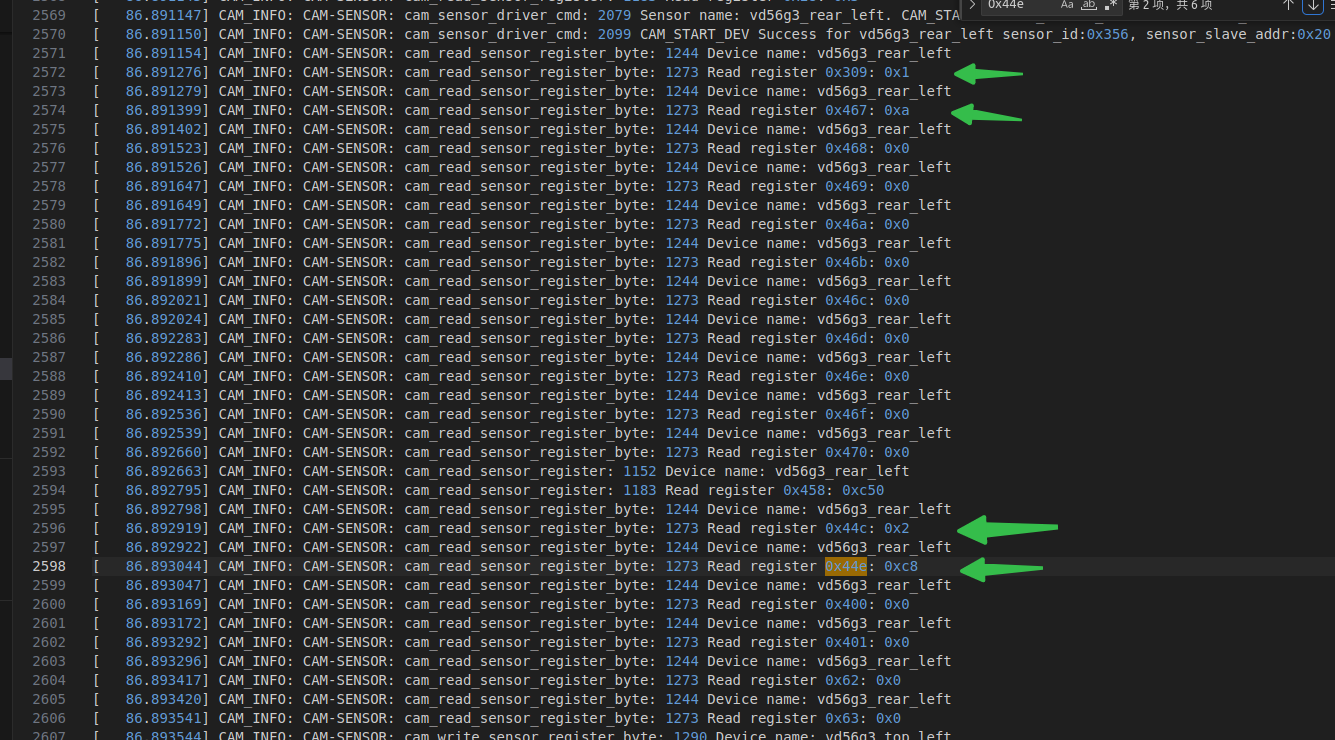 0x44e Aa ab 第 2 项，共 6 项
2569 [ 86.891147] CAM_INFO: CAM-SENSOR: cam_sensor_driver_cmd: 2079 Sensor name: vd56g3_rear_left. CAM_STA
2570 [ 86.891150] CAM_INFO: CAM-SENSOR: cam_sensor_driver_cmd: 2099 CAM_START_DEV Success for vd56g3_rear_left sensor_id:0x356, sensor_slave_addr:0x20
2571 [ 86.891154] CAM_INFO: CAM-SENSOR: cam_read_sensor_register_byte: 1244 Device name: vd56g3_rear_left
2572 [ 86.891276] CAM_INFO: CAM-SENSOR: cam_read_sensor_register_byte: 1273 Read register 0x309: 0x1
2573 [ 86.891279] CAM_INFO: CAM-SENSOR: cam_read_sensor_register_byte: 1244 Device name: vd56g3_rear_left
2574 [ 86.891399] CAM_INFO: CAM-SENSOR: cam_read_sensor_register_byte: 1273 Read register 0x467: 0xa
2575 [ 86.891402] CAM_INFO: CAM-SENSOR: cam_read_sensor_register_byte: 1244 Device name: vd56g3_rear_left
2576 [ 86.891523] CAM_INFO: CAM-SENSOR: cam_read_sensor_register_byte: 1273 Read register 0x468: 0x0
2577 [ 86.891526] CAM_INFO: CAM-SENSOR: cam_read_sensor_register_byte: 1244 Device name: vd56g3_rear_left
2578 [ 86.891647] CAM_INFO: CAM-SENSOR: cam_read_sensor_register_byte: 1273 Read register 0x469: 0x0
2579 [ 86.891649] CAM_INFO: CAM-SENSOR: cam_read_sensor_register_byte: 1244 Device name: vd56g3_rear_left
2580 [ 86.891772] CAM_INFO: CAM-SENSOR: cam_read_sensor_register_byte: 1273 Read register 0x46a: 0x0
2581 [ 86.891775] CAM_INFO: CAM-SENSOR: cam_read_sensor_register_byte: 1244 Device name: vd56g3_rear_left
2582 [ 86.891896] CAM_INFO: CAM-SENSOR: cam_read_sensor_register_byte: 1273 Read register 0x46b: 0x0
2583 [ 86.891899] CAM_INFO: CAM-SENSOR: cam_read_sensor_register_byte: 1244 Device name: vd56g3_rear_left
2584 [ 86.892021] CAM_INFO: CAM-SENSOR: cam_read_sensor_register_byte: 1273 Read register 0x46c: 0x0
2585 [ 86.892024] CAM_INFO: CAM-SENSOR: cam_read_sensor_register_byte: 1244 Device name: vd56g3_rear_left
2586 [ 86.892283] CAM_INFO: CAM-SENSOR: cam_read_sensor_register_byte: 1273 Read register 0x46d: 0x0
2587 [ 86.892286] CAM_INFO: CAM-SENSOR: cam_read_sensor_register_byte: 1244 Device name: vd56g3_rear_left
2588 [ 86.892410] CAM_INFO: CAM-SENSOR: cam_read_sensor_register_byte: 1273 Read register 0x46e: 0x0
2589 [ 86.892413] CAM_INFO: CAM-SENSOR: cam_read_sensor_register_byte: 1244 Device name: vd56g3_rear_left
2590 [ 86.892536] CAM_INFO: CAM-SENSOR: cam_read_sensor_register_byte: 1273 Read register 0x46f: 0x0
2591 [ 86.892539] CAM_INFO: CAM-SENSOR: cam_read_sensor_register_byte: 1244 Device name: vd56g3_rear_left
2592 [ 86.892660] CAM_INFO: CAM-SENSOR: cam_read_sensor_register_byte: 1273 Read register 0x470: 0x0
2593 [ 86.892663] CAM_INFO: CAM-SENSOR: cam_read_sensor_register: 1152 Device name: vd56g3_rear_left
2594 [ 86.892795] CAM_INFO: CAM-SENSOR: cam_read_sensor_register: 1183 Read register 0x458: 0xc50
2595 [ 86.892798] CAM_INFO: CAM-SENSOR: cam_read_sensor_register_byte: 1244 Device name: vd56g3_rear_left
2596 [ 86.892919] CAM_INFO: CAM-SENSOR: cam_read_sensor_register_byte: 1273 Read register 0x44c: 0x2
2597 [ 86.892922] CAM_INFO: CAM-SENSOR: cam_read_sensor_register_byte: 1244 Device name: vd56g3_rear_left
2598 [ 86.893044] CAM_INFO: CAM-SENSOR: cam_read_sensor_register_byte: 1273 Read register 0x44e: 0xc8
2599 [ 86.893047] CAM_INFO: CAM-SENSOR: cam_read_sensor_register_byte: 1244 Device name: vd56g3_rear_left
2600 [ 86.893169] CAM_INFO: CAM-SENSOR: cam_read_sensor_register_byte: 1273 Read register 0x400: 0x0
2601 [ 86.893172] CAM_INFO: CAM-SENSOR: cam_read_sensor_register_byte: 1244 Device name: vd56g3_rear_left
2602 [ 86.893292] CAM_INFO: CAM-SENSOR: cam_read_sensor_register_byte: 1273 Read register 0x401: 0x0
2603 [ 86.893296] CAM_INFO: CAM-SENSOR: cam_read_sensor_register_byte: 1244 Device name: vd56g3_rear_left
2604 [ 86.893417] CAM_INFO: CAM-SENSOR: cam_read_sensor_register_byte: 1273 Read register 0x62: 0x0
2605 [ 86.893420] CAM_INFO: CAM-SENSOR: cam_read_sensor_register_byte: 1244 Device name: vd56g3_rear_left
2606 [ 86.893541] CAM_INFO: CAM-SENSOR: cam_read_sensor_register_byte: 1273 Read register 0x63: 0x0
2607 [ 86.893544] CAM_INFO: CAM-SENSOR: cam_write_sensor_register_byte: 1290 Device name: vd56g3_top_left